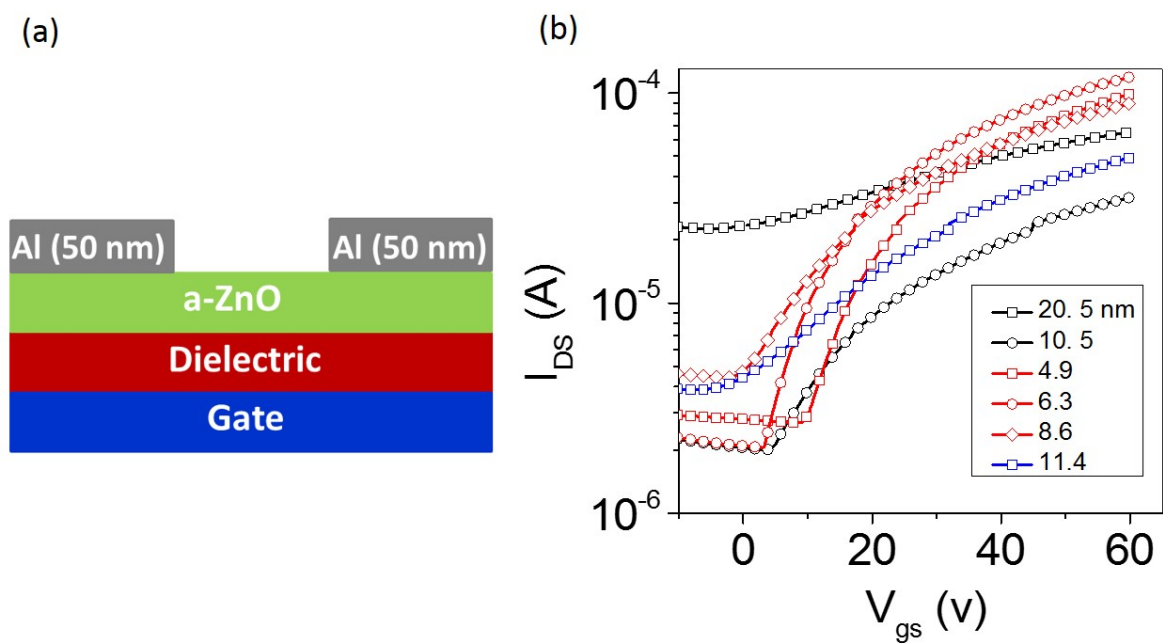 (a)
Al (50 nm)
Al (50 nm)
a-ZnO
Dielectric
Gate
(b)
10⁻⁴
10⁻⁵
10⁻⁶
I_DS (A)
20. 5 nm
10. 5
4.9
6.3
8.6
11.4
0 20 40 60
V_gs (v)